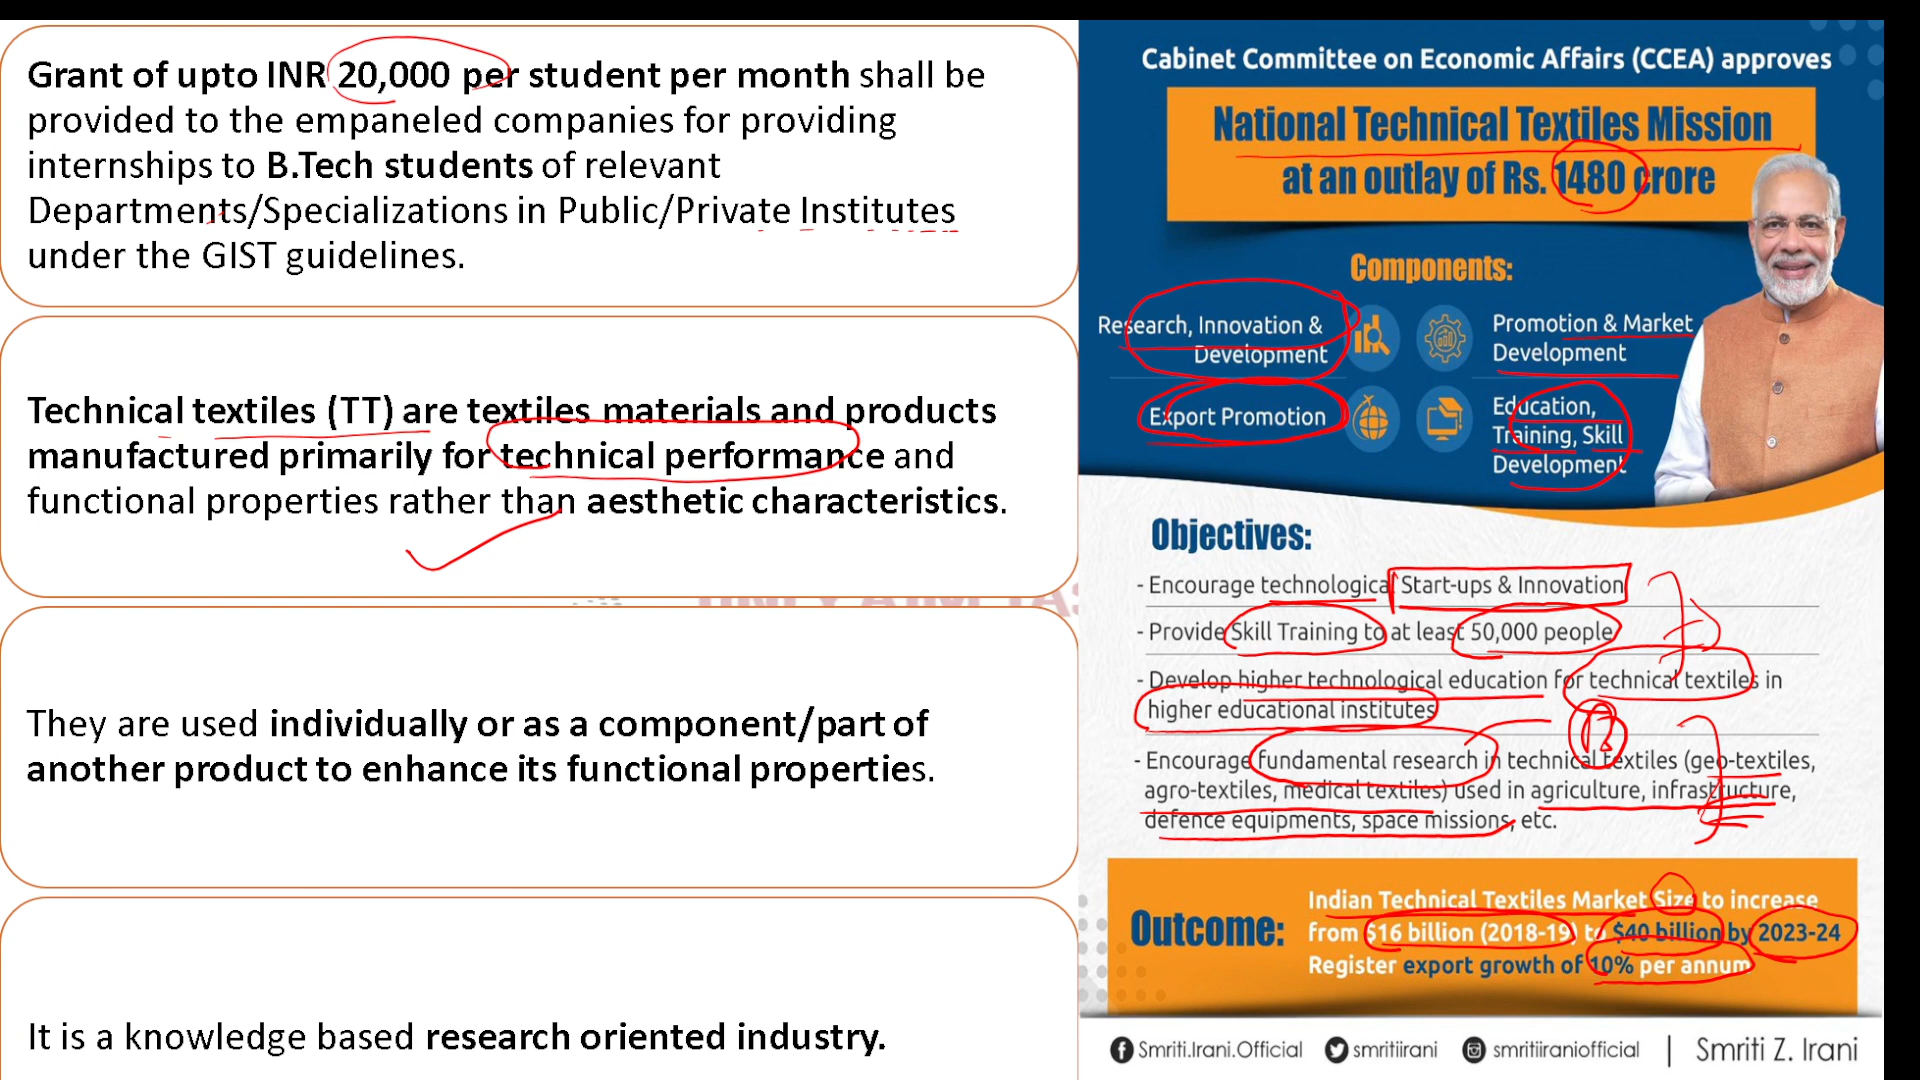 Grant of upto INR 20,000 per student per month shall be
provided to the empaneled companies for providing
internships to B.Tech students of relevant
Departments/Specializations in Public/Private Institutes
under the GIST guidelines.
Technical textiles (TT) are textiles materials and products
manufactured primarily for technical performance and
functional properties rather than aesthetic characteristics.
They are used individually or as a component/part of
another product to enhance its functional properties.
It is a knowledge based research oriented industry.
Cabinet Committee on Economic Affairs (CCEA) approves
National Technical Textiles Mission
at an outlay of Rs. 1480 crore
Components:
Research, Innovation &
Development
Promotion & Market
Development
Export Promotion
Education,
Training, Skill
Development
Objectives:
- Encourage technological Start-ups & Innovation
- Provide Skill Training to at least 50,000 people
- Develop higher technological education for technical textiles in
higher educational institutes
- Encourage fundamental research in technical textiles (geo-textiles,
agro-textiles, medical textiles) used in agriculture, infrastructure,
defence equipments, space missions, etc.
Outcome:
Indian Technical Textiles Market Size to increase
from $16 billion (2018-19) to $40 billion by 2023-24
Register export growth of 10% per annum
Smriti.Irani.Official
smritiirani
smritiiraniofficial
Smriti Z. Irani